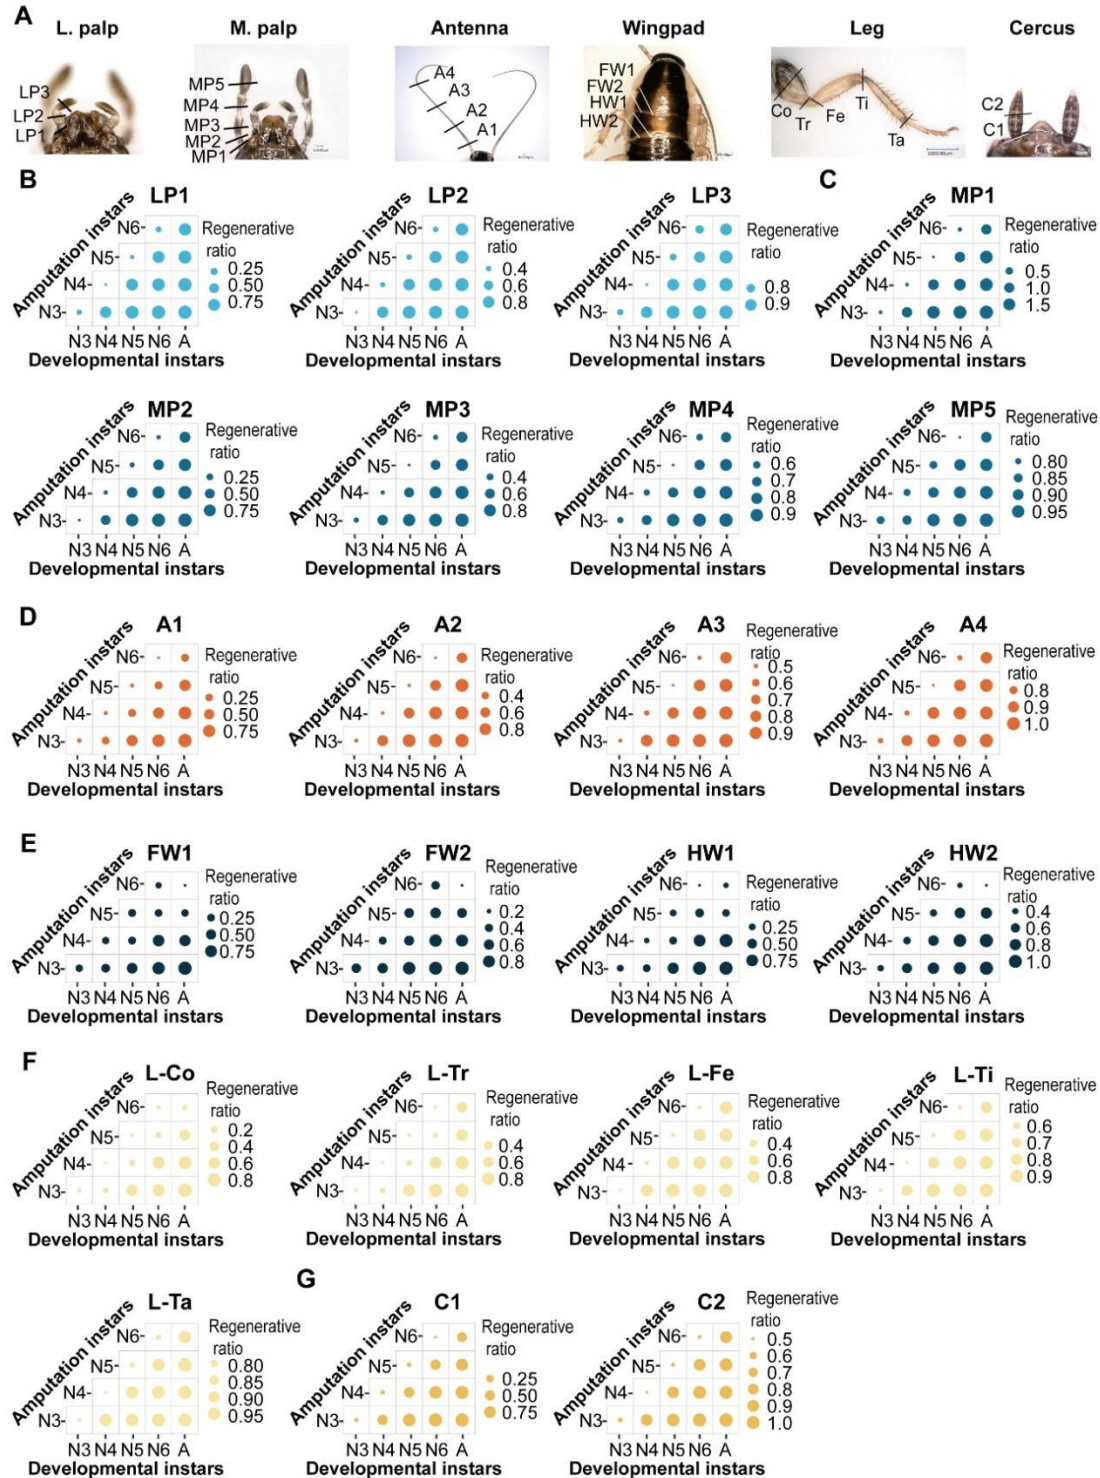 A
L. palp M. palp Antenna Wingpad Leg Cercus
LP3
LP2
LP1
MP5
MP4
MP3
MP2
MP1
A4
A3
A2
A1
FW1
FW2
HW1
HW2
Co
Tr
Fe
Ti
Ta
C2
C1
B
LP1
Amputation instars
N6
N5
N4
N3
N3 N4 N5 N6 A
Developmental instars
Regenerative
ratio
0.25
0.50
0.75
LP2
Amputation instars
N6
N5
N4
N3
N3 N4 N5 N6 A
Developmental instars
Regenerative
ratio
0.4
0.6
0.8
LP3
Amputation instars
N6
N5
N4
N3
N3 N4 N5 N6 A
Developmental instars
Regenerative
ratio
0.8
0.9
C
MP1
Amputation instars
N6
N5
N4
N3
N3 N4 N5 N6 A
Developmental instars
Regenerative
ratio
0.5
1.0
1.5
MP2
Amputation instars
N6
N5
N4
N3
N3 N4 N5 N6 A
Developmental instars
Regenerative
ratio
0.25
0.50
0.75
MP3
Amputation instars
N6
N5
N4
N3
N3 N4 N5 N6 A
Developmental instars
Regenerative
ratio
0.4
0.6
0.8
MP4
Amputation instars
N6
N5
N4
N3
N3 N4 N5 N6 A
Developmental instars
Regenerative
ratio
0.6
0.7
0.8
0.9
MP5
Amputation instars
N6
N5
N4
N3
N3 N4 N5 N6 A
Developmental instars
Regenerative
ratio
0.80
0.85
0.90
0.95
D
A1
Amputation instars
N6
N5
N4
N3
N3 N4 N5 N6 A
Developmental instars
Regenerative
ratio
0.25
0.50
0.75
A2
Amputation instars
N6
N5
N4
N3
N3 N4 N5 N6 A
Developmental instars
Regenerative
ratio
0.4
0.6
0.8
A3
Amputation instars
N6
N5
N4
N3
N3 N4 N5 N6 A
Developmental instars
Regenerative
ratio
0.5
0.6
0.7
0.8
0.9
A4
Amputation instars
N6
N5
N4
N3
N3 N4 N5 N6 A
Developmental instars
Regenerative
ratio
0.8
0.9
1.0
E
FW1
Amputation instars
N6
N5
N4
N3
N3 N4 N5 N6 A
Developmental instars
Regenerative
ratio
0.25
0.50
0.75
FW2
Amputation instars
N6
N5
N4
N3
N3 N4 N5 N6 A
Developmental instars
Regenerative
ratio
0.2
0.4
0.6
0.8
HW1
Amputation instars
N6
N5
N4
N3
N3 N4 N5 N6 A
Developmental instars
Regenerative
ratio
0.25
0.50
0.75
HW2
Amputation instars
N6
N5
N4
N3
N3 N4 N5 N6 A
Developmental instars
Regenerative
ratio
0.4
0.6
0.8
1.0
F
L-Co
Amputation instars
N6
N5
N4
N3
N3 N4 N5 N6 A
Developmental instars
Regenerative
ratio
0.2
0.4
0.6
0.8
L-Tr
Amputation instars
N6
N5
N4
N3
N3 N4 N5 N6 A
Developmental instars
Regenerative
ratio
0.4
0.6
0.8
L-Fe
Amputation instars
N6
N5
N4
N3
N3 N4 N5 N6 A
Developmental instars
Regenerative
ratio
0.4
0.6
0.8
L-Ti
Amputation instars
N6
N5
N4
N3
N3 N4 N5 N6 A
Developmental instars
Regenerative
ratio
0.6
0.7
0.8
0.9
L-Ta
Amputation instars
N6
N5
N4
N3
N3 N4 N5 N6 A
Developmental instars
Regenerative
ratio
0.80
0.85
0.90
0.95
G
C1
Amputation instars
N6
N5
N4
N3
N3 N4 N5 N6 A
Developmental instars
Regenerative
ratio
0.25
0.50
0.75
C2
Amputation instars
N6
N5
N4
N3
N3 N4 N5 N6 A
Developmental instars
Regenerative
ratio
0.5
0.6
0.7
0.8
0.9
1.0